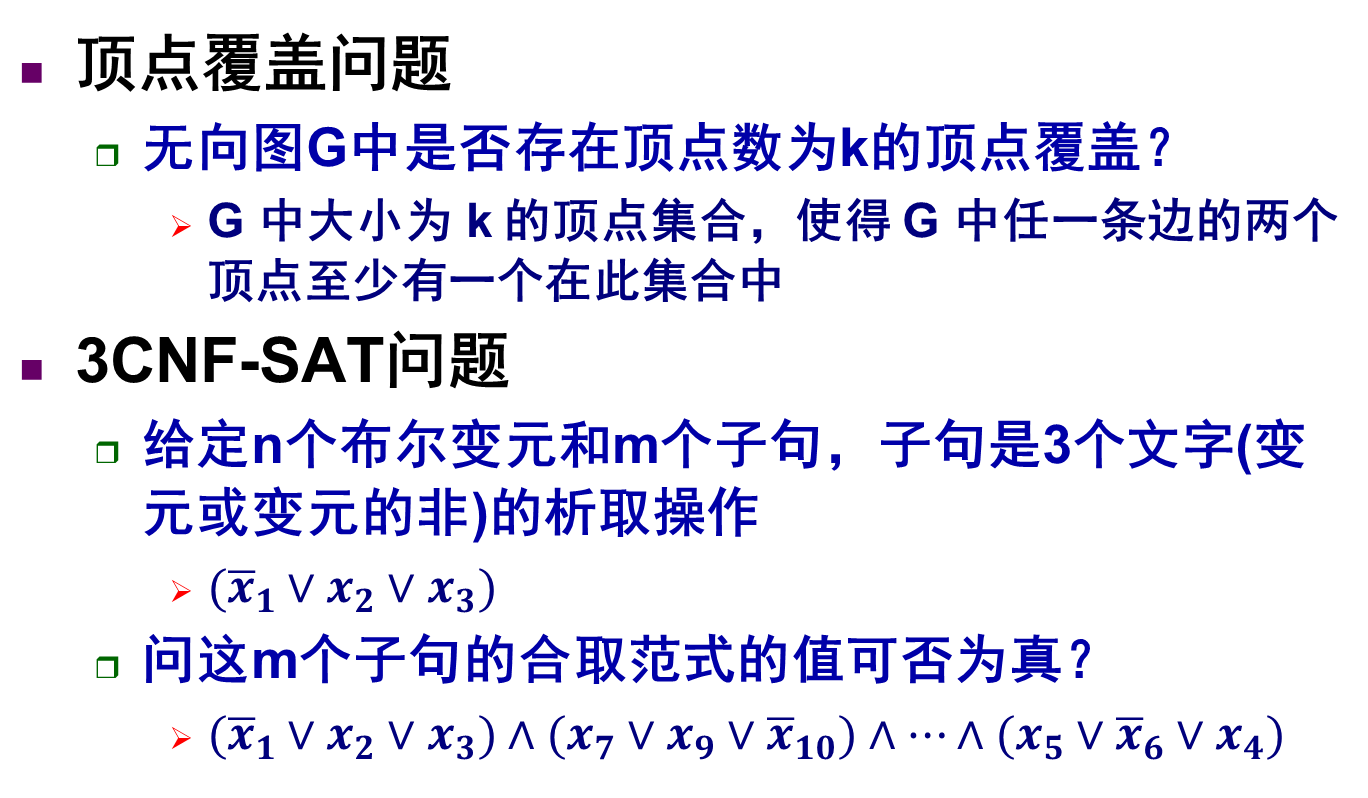 顶点覆盖问题
无向图G中是否存在顶点数为k的顶点覆盖？
G 中大小为 k 的顶点集合，使得 G 中任一条边的两个
顶点至少有一个在此集合中
3CNF-SAT问题
给定n个布尔变元和m个子句，子句是3个文字(变
元或变元的非)的析取操作
(x̅₁ ∨ x₂ ∨ x₃)
问这m个子句的合取范式的值可否为真？
(x̅₁ ∨ x₂ ∨ x₃) ∧ (x₇ ∨ x₉ ∨ x̅₁₀) ∧ ⋯ ∧ (x₅ ∨ x̅₆ ∨ x₄)